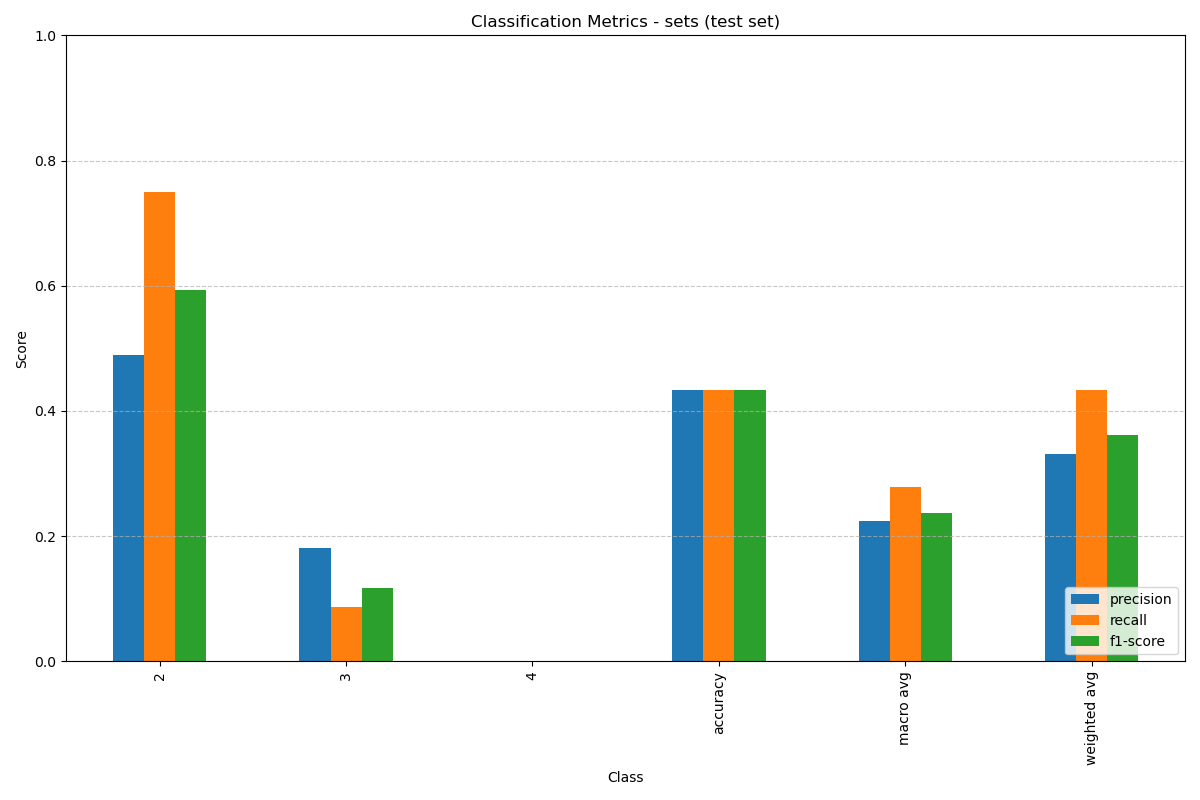 Classification Metrics - sets (test set)
1.0
0.8
0.6
0.4
0.2
0.0
Score
2
3
4
accuracy
macro avg
weighted avg
Class
precision
recall
f1-score